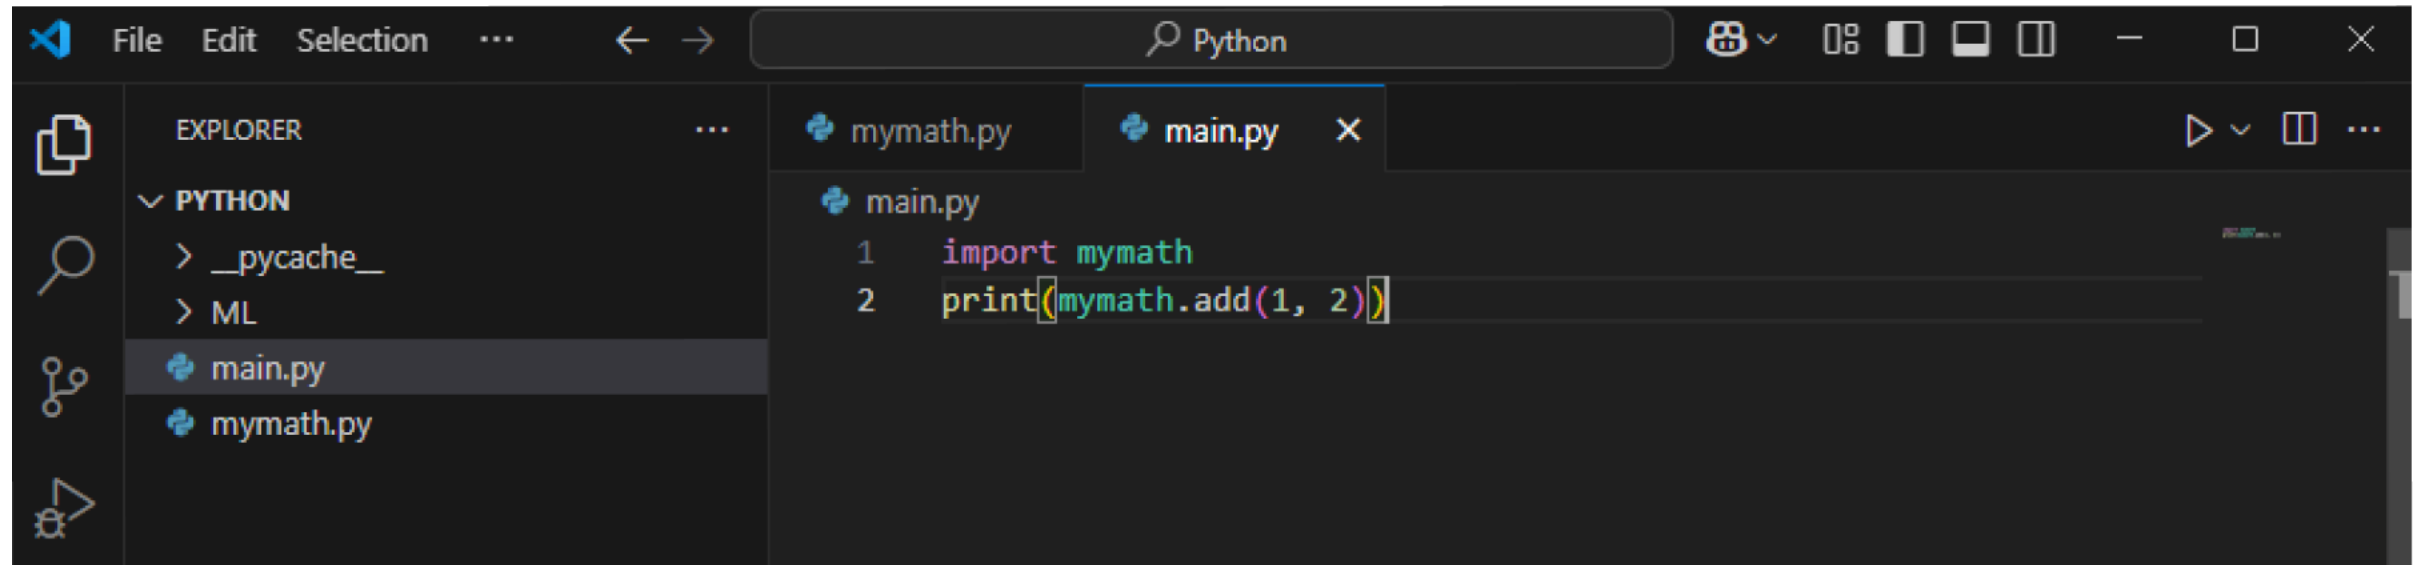 File Edit Selection ··· Python
EXPLORER ···
PYTHON
__pycache__
ML
main.py
mymath.py
mymath.py main.py
main.py
1 import mymath
2 print(mymath.add(1, 2))